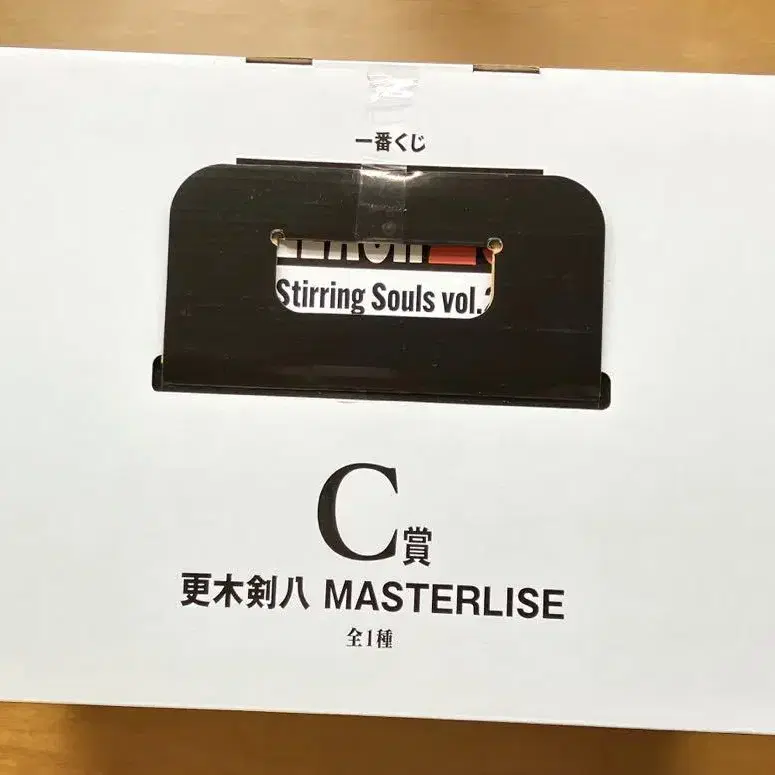 一番くじ
Stirring Souls vol.
C賞
更木剣八 MASTERLISE
全1種